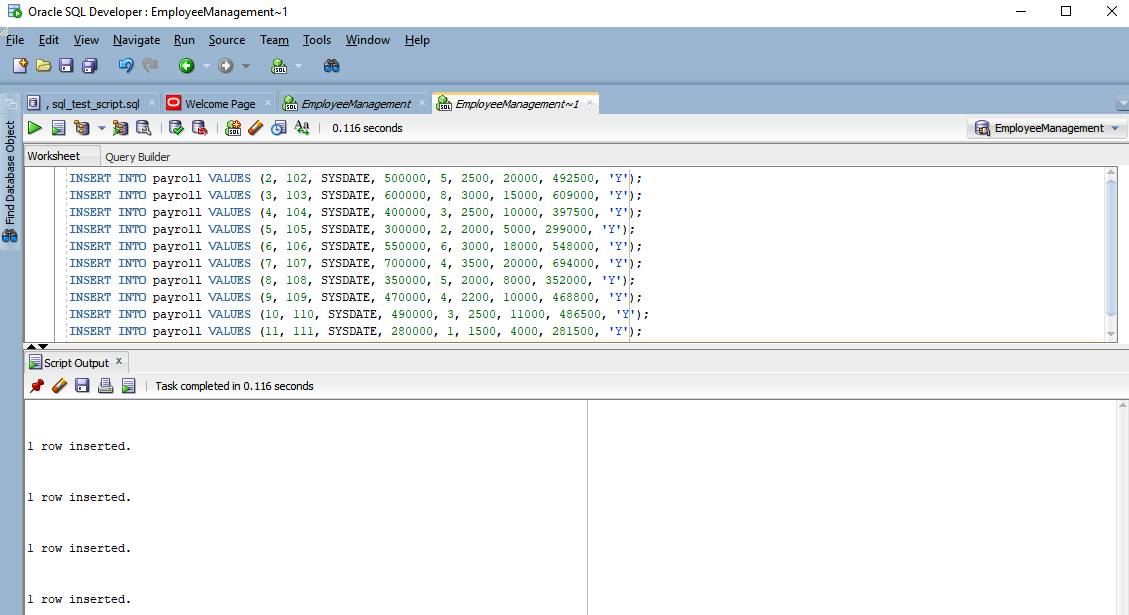 Oracle SQL Developer : EmployeeManagement~1
File Edit View Navigate Run Source Team Tools Window Help
, sql_test_script.sql Welcome Page EmployeeManagement EmployeeManagement~1
0.116 seconds EmployeeManagement
Find Database Object
Worksheet Query Builder
INSERT INTO payroll VALUES (2, 102, SYSDATE, 500000, 5, 2500, 20000, 492500, 'Y');
INSERT INTO payroll VALUES (3, 103, SYSDATE, 600000, 8, 3000, 15000, 609000, 'Y');
INSERT INTO payroll VALUES (4, 104, SYSDATE, 400000, 3, 2500, 10000, 397500, 'Y');
INSERT INTO payroll VALUES (5, 105, SYSDATE, 300000, 2, 2000, 5000, 299000, 'Y');
INSERT INTO payroll VALUES (6, 106, SYSDATE, 550000, 6, 3000, 18000, 548000, 'Y');
INSERT INTO payroll VALUES (7, 107, SYSDATE, 700000, 4, 3500, 20000, 694000, 'Y');
INSERT INTO payroll VALUES (8, 108, SYSDATE, 350000, 5, 2000, 8000, 352000, 'Y');
INSERT INTO payroll VALUES (9, 109, SYSDATE, 470000, 4, 2200, 10000, 468800, 'Y');
INSERT INTO payroll VALUES (10, 110, SYSDATE, 490000, 3, 2500, 11000, 486500, 'Y');
INSERT INTO payroll VALUES (11, 111, SYSDATE, 280000, 1, 1500, 4000, 281500, 'Y');
Script Output
Task completed in 0.116 seconds
1 row inserted.
1 row inserted.
1 row inserted.
1 row inserted.